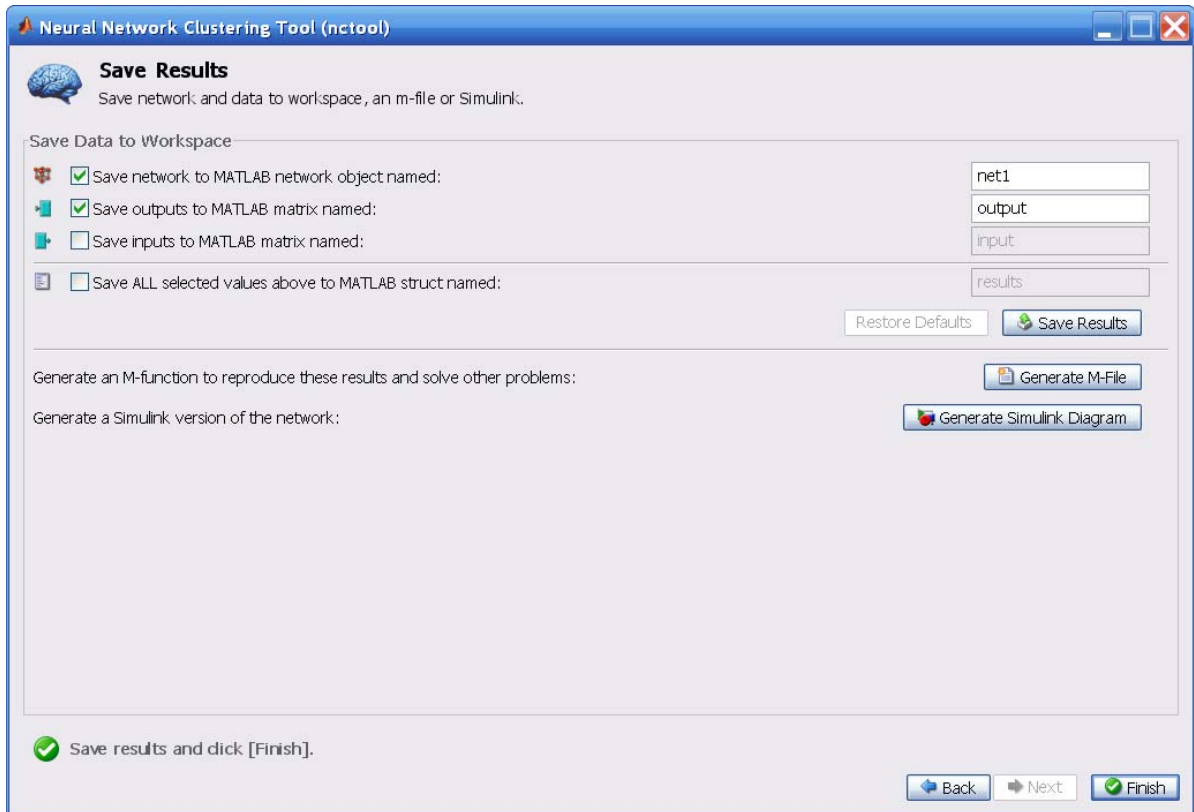 Neural Network Clustering Tool (nctool)
Save Results
Save network and data to workspace, an m-file or Simulink.
Save Data to Workspace
Save network to MATLAB network object named: net1
Save outputs to MATLAB matrix named: output
Save inputs to MATLAB matrix named: input
Save ALL selected values above to MATLAB struct named: results
Restore Defaults Save Results
Generate an M-function to reproduce these results and solve other problems: Generate M-File
Generate a Simulink version of the network: Generate Simulink Diagram
Save results and click [Finish].
Back Next Finish